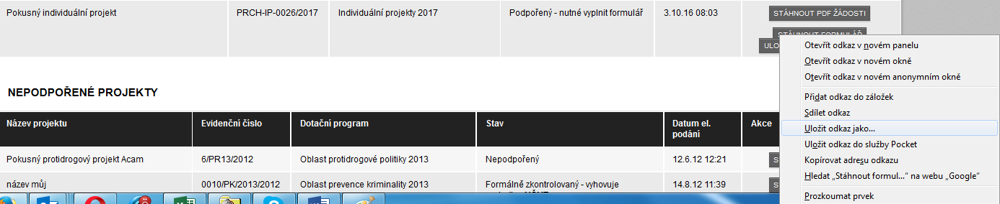 Pokusný individuální projekt PRCH-IP-0026/2017 Individuální projekty 2017 Podpořený - nutné vyplnit formulář 3.10.16 08:03 STÁHNOUT PDF ŽÁDOSTI
STÁHNOUT FORMULÁŘ
Otevřít odkaz v novém panelu
Otevřít odkaz v novém okně
Otevřít odkaz v novém anonymním okně
NEPODPOŘENÉ PROJEKTY
Přidat odkaz do záložek
Sdílet odkaz
Název projektu Evidenční číslo Dotační program Stav Datum el. podání Akce
Uložit odkaz jako...
Uložit odkaz do služby Pocket
Pokusný protidrogový projekt Acam 6/PR13/2012 Oblast protidrogové politiky 2013 Nepodpořený 12.6.12 12:21
Kopírovat adresu odkazu
Hledat „Stáhnout formul...“ na webu „Google“
název můj 0010/PK/2013/2012 Oblast prevence kriminality 2013 Formálně zkontrolovaný - vyhovuje 14.8.12 11:39
Prozkoumat prvek